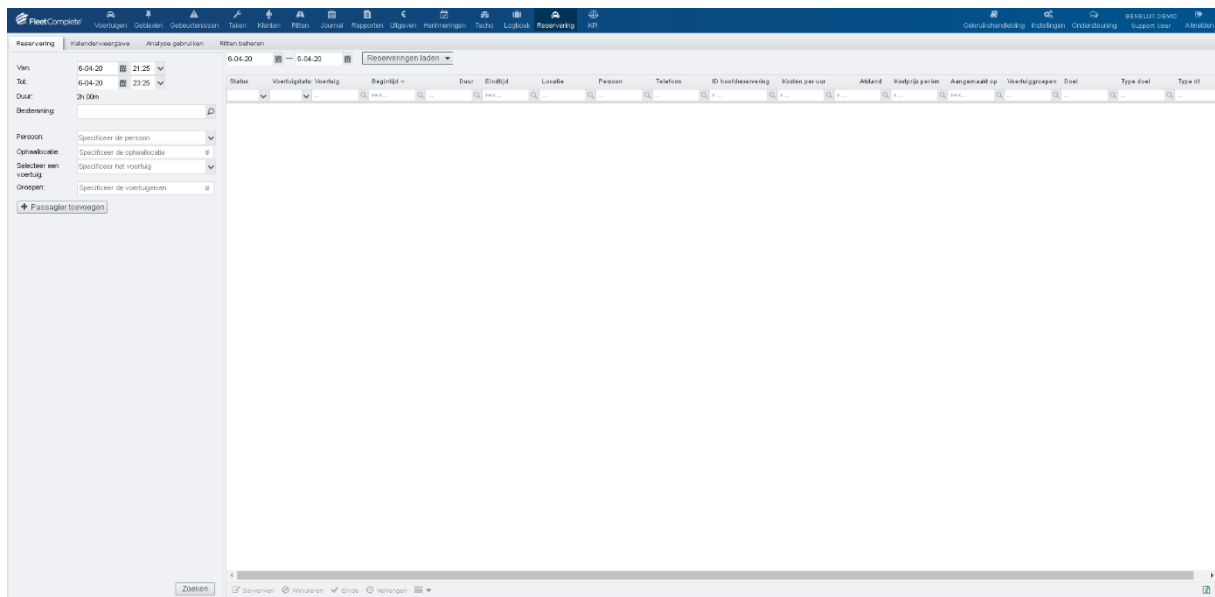 FleetComplete
Voertuigen Gebieden Gebeurtenissen Taken Klanten Ritten Journal Rapporten Uitgaven Herinneringen Tacho Logboek Reservering KPI Gebruikshandleiding Instellingen Ondersteuning BENELUX DEMO Support User Afmelden
Reservering Kalenderweergave Analyse gebruiken Ritten beheren
6-04-20 — 6-04-20 Reserveringen laden
Van: 6-04-20 21:25
Tot: 6-04-20 23:25
Duur: 2h 00m
Bestemming:
Persoon: Specificeer de persoon
Ophaallocatie: Specificeer de ophaallocatie
Selecteer een voertuig: Specificeer het voertuig
Groepen: Specificeer de voertuigeisen
+ Passagier toevoegen
Status Voertuigstatu Voertuig Begintijd Duur Eindtijd Locatie Persoon Telefoon ID hoofdreservering Kosten per uur Afstand Kostprijs per km Aangemaakt op Voertuiggroepen Doel Type doel Type rit
Zoeken
Bewerken Annuleren Einde Verlengen